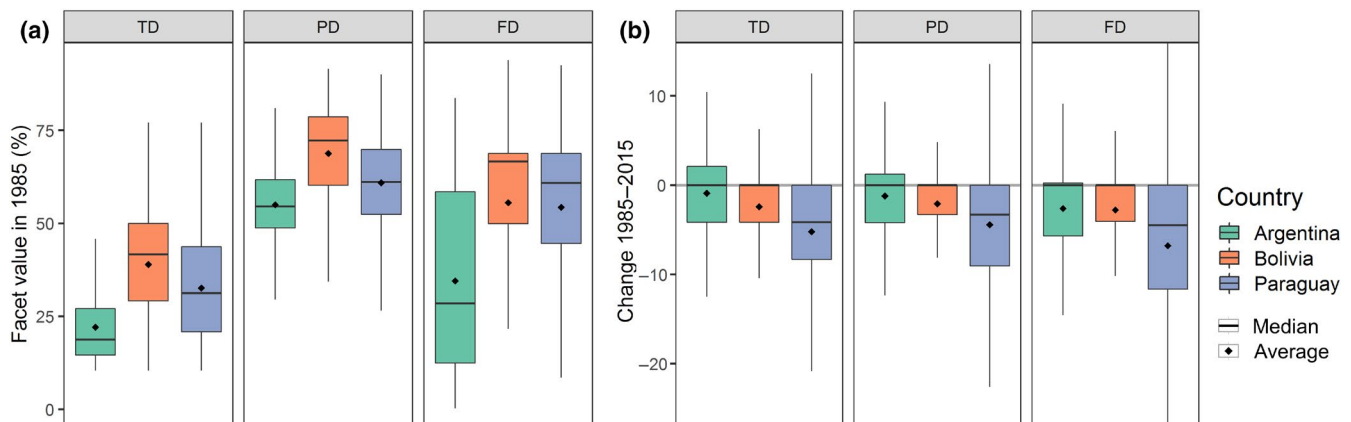 (a)
TD
PD
FD
Facet value in 1985 (%)
75
50
25
0
(b)
TD
PD
FD
Change 1985–2015
10
0
−10
−20
Country
Argentina
Bolivia
Paraguay
Median
Average